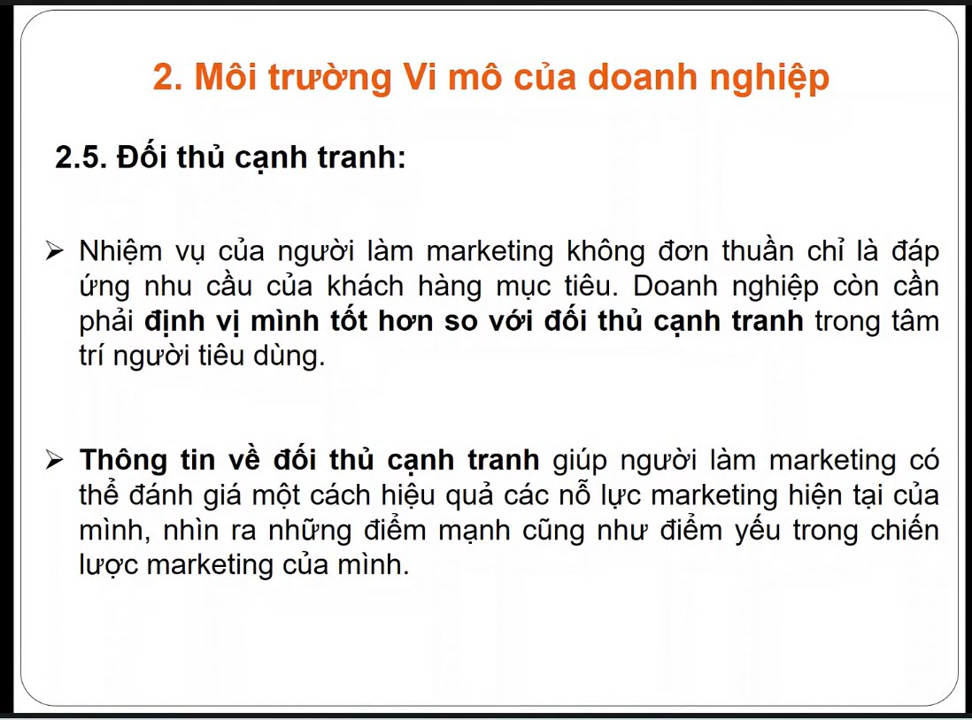 2. Môi trường Vi mô của doanh nghiệp
2.5. Đối thủ cạnh tranh:
➢ Nhiệm vụ của người làm marketing không đơn thuần chỉ là đáp
ứng nhu cầu của khách hàng mục tiêu. Doanh nghiệp còn cần
phải định vị mình tốt hơn so với đối thủ cạnh tranh trong tâm
trí người tiêu dùng.
➢ Thông tin về đối thủ cạnh tranh giúp người làm marketing có
thể đánh giá một cách hiệu quả các nỗ lực marketing hiện tại của
mình, nhìn ra những điểm mạnh cũng như điểm yếu trong chiến
lược marketing của mình.